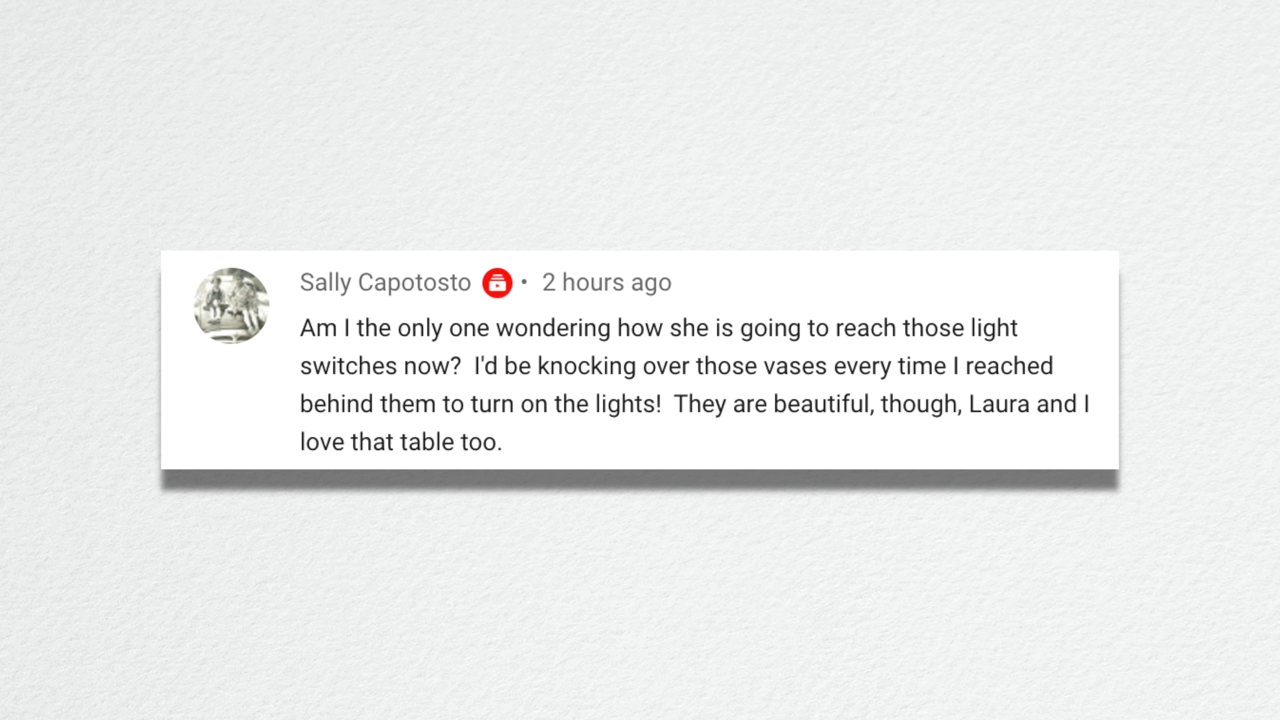 Sally Capotosto • 2 hours ago
Am I the only one wondering how she is going to reach those light
switches now?  I'd be knocking over those vases every time I reached
behind them to turn on the lights!  They are beautiful, though, Laura and I
love that table too.